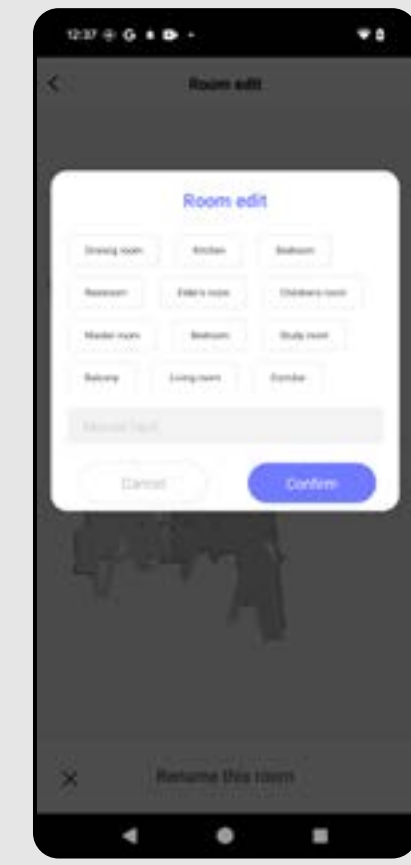 12:37 G
Room edit
Room edit
Dining room Kitchen Bedroom
Restroom Elder's room Children's room
Master room Bedroom Study room
Balcony Living room Corridor
Manual input
Cancel Confirm
Rename this room